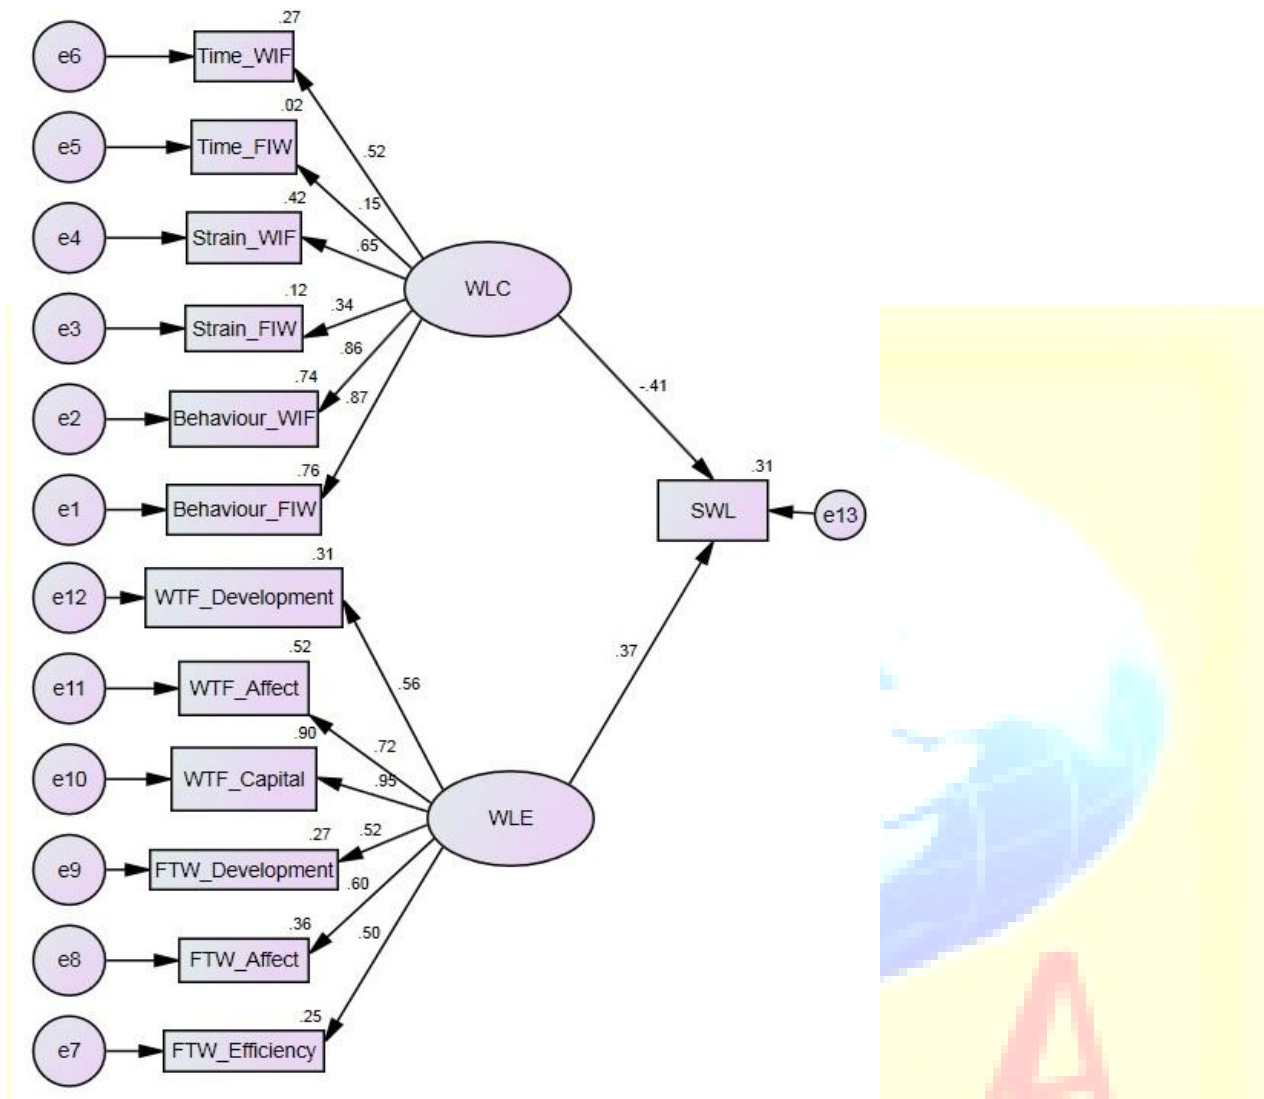 .27
e6 Time_WIF
.02
e5 Time_FIW
.52
.15
.42
e4 Strain_WIF
.65
WLC
.12
e3 Strain_FIW
.34
.86
-.41
.74
.87
e2 Behaviour_WIF
.76
.31
e1 Behaviour_FIW
SWL e13
.31
e12 WTF_Development
.37
.52
e11 WTF_Affect
.56
.90
.72
e10 WTF_Capital
.95
WLE
.27
.52
e9 FTW_Development
.60
.36
.50
e8 FTW_Affect
.25
e7 FTW_Efficiency
A